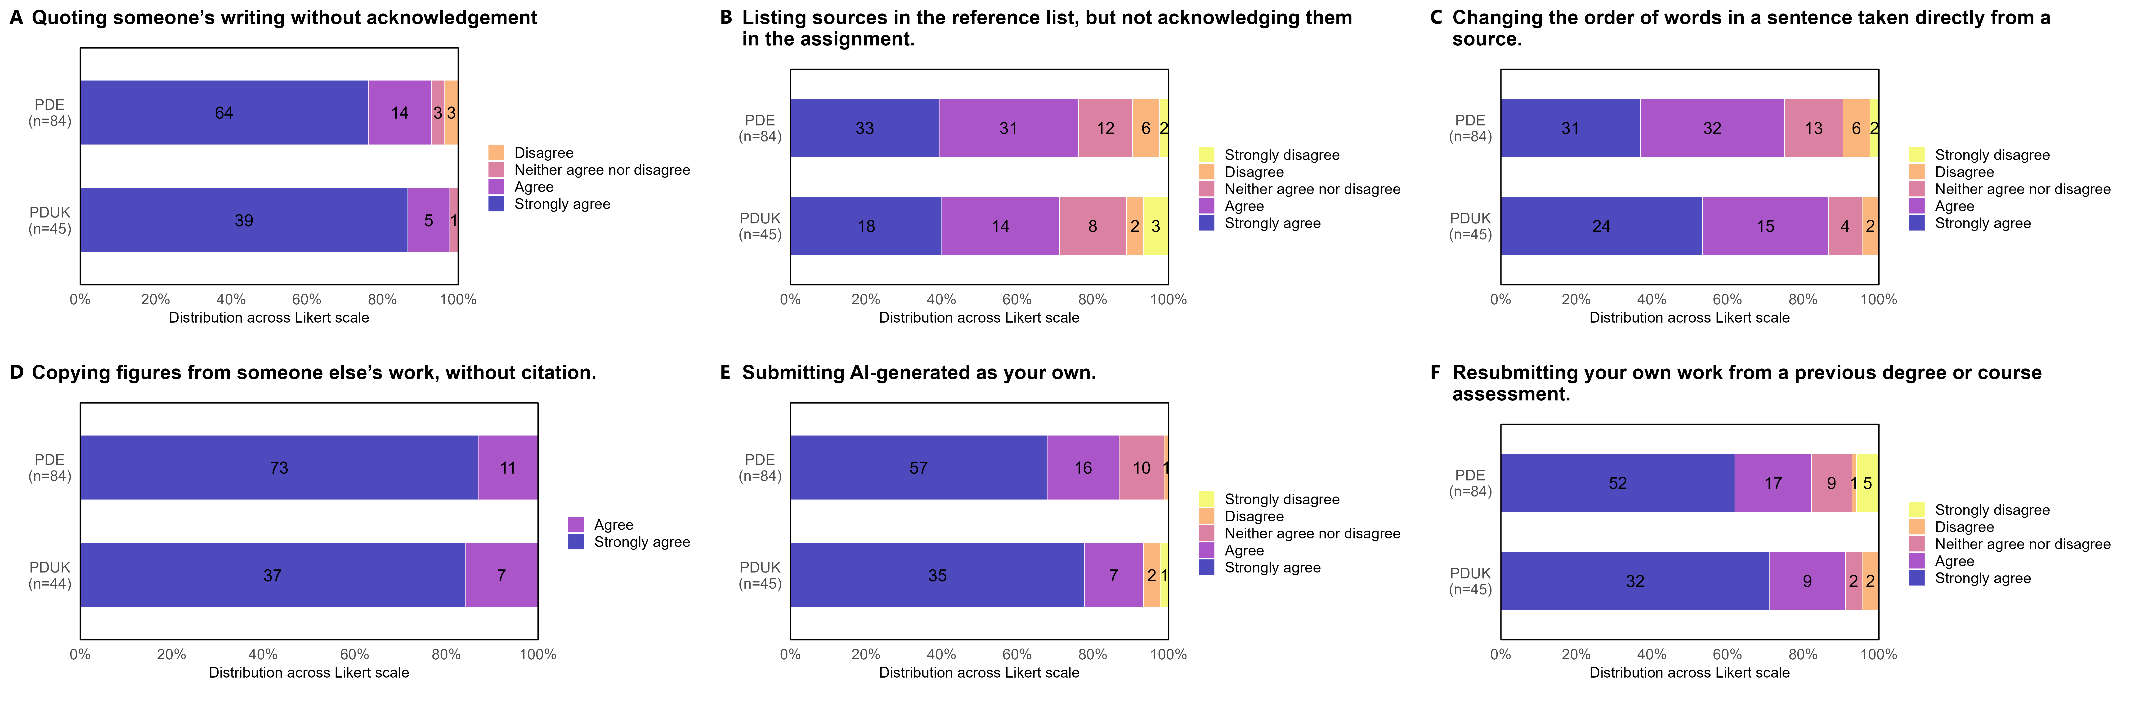 A Quoting someone’s writing without acknowledgement
PDE
(n=84)
64
14
3
3
PDUK
(n=45)
39
5
1
0%
20%
40%
60%
80%
100%
Distribution across Likert scale
Disagree
Neither agree nor disagree
Agree
Strongly agree
B Listing sources in the reference list, but not acknowledging them
in the assignment.
PDE
(n=84)
33
31
12
6
2
PDUK
(n=45)
18
14
8
2
3
0%
20%
40%
60%
80%
100%
Distribution across Likert scale
Strongly disagree
Disagree
Neither agree nor disagree
Agree
Strongly agree
C Changing the order of words in a sentence taken directly from a
source.
PDE
(n=84)
31
32
13
6
2
PDUK
(n=45)
24
15
4
2
0%
20%
40%
60%
80%
100%
Distribution across Likert scale
Strongly disagree
Disagree
Neither agree nor disagree
Agree
Strongly agree
D Copying figures from someone else’s work, without citation.
PDE
(n=84)
73
11
PDUK
(n=44)
37
7
0%
20%
40%
60%
80%
100%
Distribution across Likert scale
Agree
Strongly agree
E Submitting AI-generated as your own.
PDE
(n=84)
57
16
10
1
PDUK
(n=45)
35
7
2
1
0%
20%
40%
60%
80%
100%
Distribution across Likert scale
Strongly disagree
Disagree
Neither agree nor disagree
Agree
Strongly agree
F Resubmitting your own work from a previous degree or course
assessment.
PDE
(n=84)
52
17
9
1
5
PDUK
(n=45)
32
9
2
2
0%
20%
40%
60%
80%
100%
Distribution across Likert scale
Strongly disagree
Disagree
Neither agree nor disagree
Agree
Strongly agree